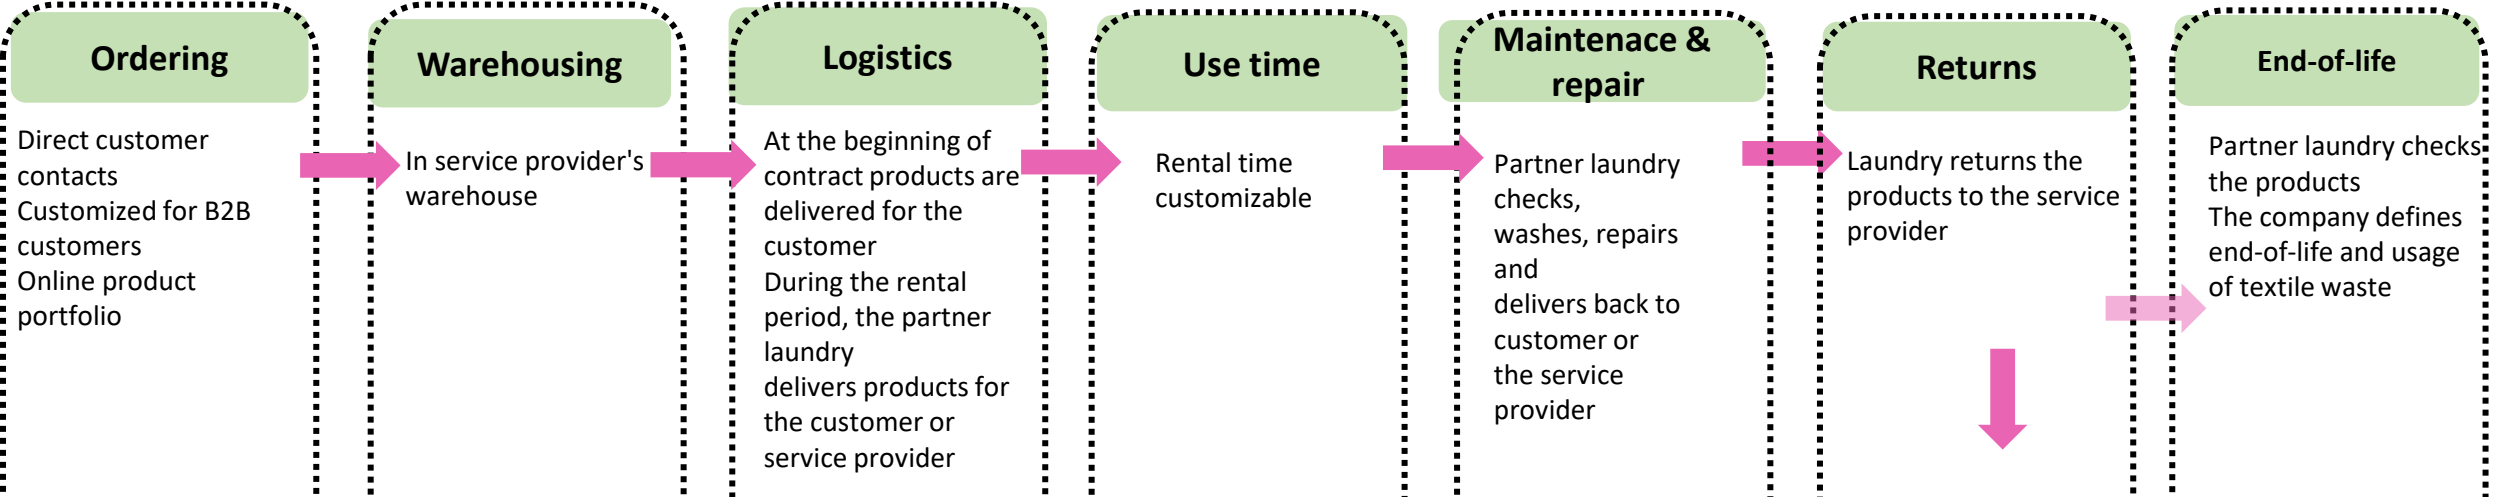 Ordering
Direct customer
contacts
Customized for B2B
customers
Online product
portfolio
Warehousing
In service provider's
warehouse
Logistics
At the beginning of
contract products are
delivered for the
customer
During the rental
period, the partner
laundry
delivers products for
the customer or
service provider
Use time
Rental time
customizable
Maintenace &
repair
Partner laundry
checks,
washes, repairs
and
delivers back to
customer or
the service
provider
Returns
Laundry returns the
products to the service
provider
End-of-life
Partner laundry checks
the products
The company defines
end-of-life and usage
of textile waste